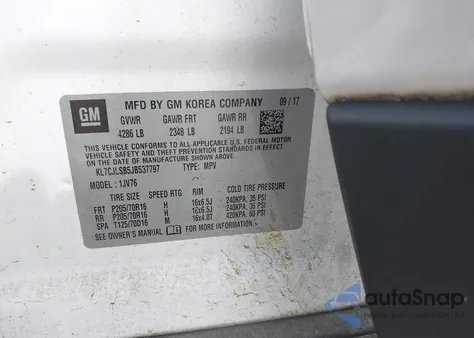 GM
MFD BY GM KOREA COMPANY 09/17
GVWR GAWR FRT GAWR RR
4286 LB 2348 LB 2194 LB
THIS VEHICLE CONFORMS TO ALL APPLICABLE U.S. FEDERAL MOTOR
VEHICLE SAFETY AND THEFT PREVENTION STANDARDS IN EFFECT
ON THE DATE OF MANUFACTURE SHOWN ABOVE.
KL7CJLSB5JB537797 TYPE: MPV
MODEL: 1JV76
TIRE SIZE SPEED RTG RIM COLD TIRE PRESSURE
FRT P205/70R16 H 16x6.5J 240KPA, 35 PSI
RR P205/70R16 H 16x6.5J 240KPA, 35 PSI
SPA T125/70D16 M 16x4.0T 420KPA, 60 PSI
SEE OWNER'S MANUAL FOR MORE INFORMATION
autoSnap